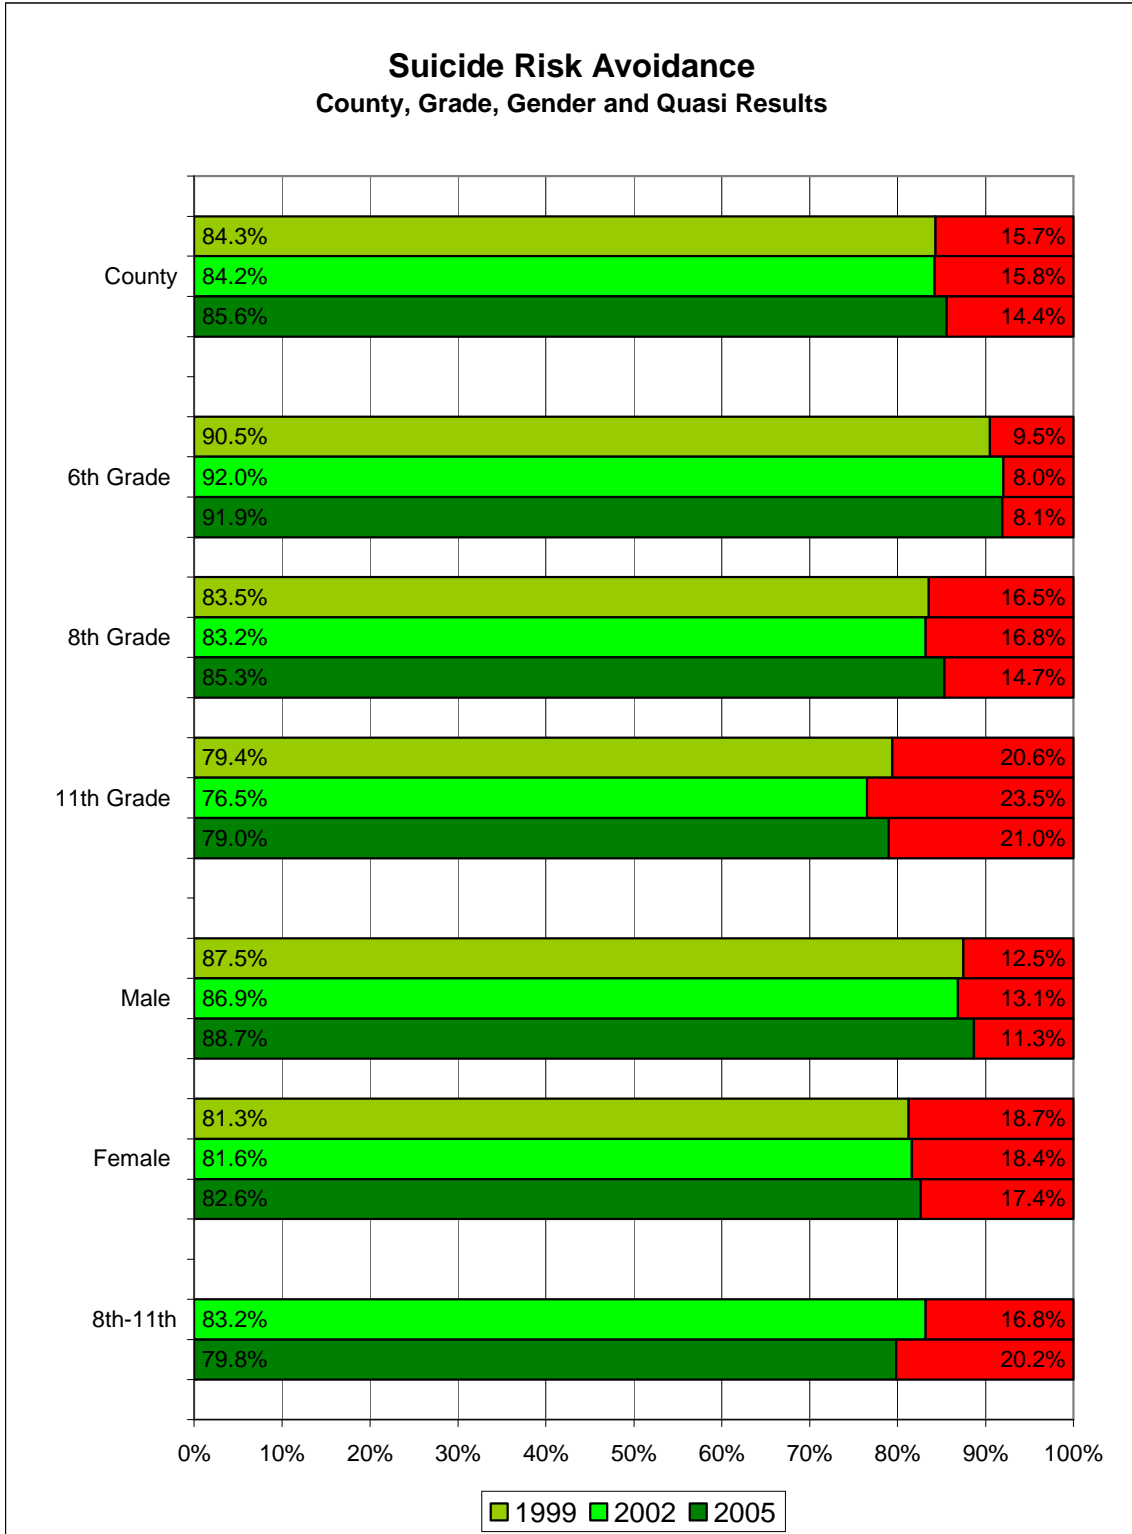 Suicide Risk Avoidance
County, Grade, Gender and Quasi Results
84.3% 15.7%
County 84.2% 15.8%
85.6% 14.4%
90.5% 9.5%
6th Grade 92.0% 8.0%
91.9% 8.1%
83.5% 16.5%
8th Grade 83.2% 16.8%
85.3% 14.7%
79.4% 20.6%
11th Grade 76.5% 23.5%
79.0% 21.0%
87.5% 12.5%
Male 86.9% 13.1%
88.7% 11.3%
81.3% 18.7%
Female 81.6% 18.4%
82.6% 17.4%
8th-11th 83.2% 16.8%
79.8% 20.2%
0% 10% 20% 30% 40% 50% 60% 70% 80% 90% 100%
1999 2002 2005